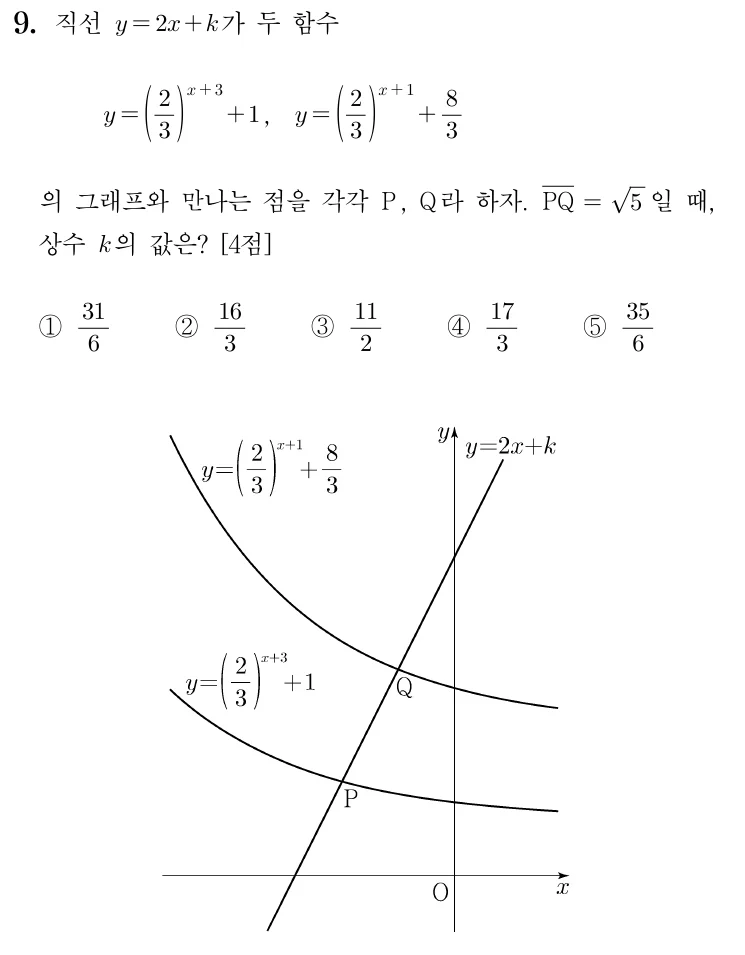 9. 직선 y=2x+k가 두 함수
y=(2/3)^{x+3}+1, y=(2/3)^{x+1}+8/3
의 그래프와 만나는 점을 각각 P, Q라 하자. \overline{PQ}=√5일 때,
상수 k의 값은? [4점]
① 31/6 ② 16/3 ③ 11/2 ④ 17/3 ⑤ 35/6
y
y=2x+k
y=(2/3)^{x+1}+8/3
y=(2/3)^{x+3}+1
Q
P
O
x